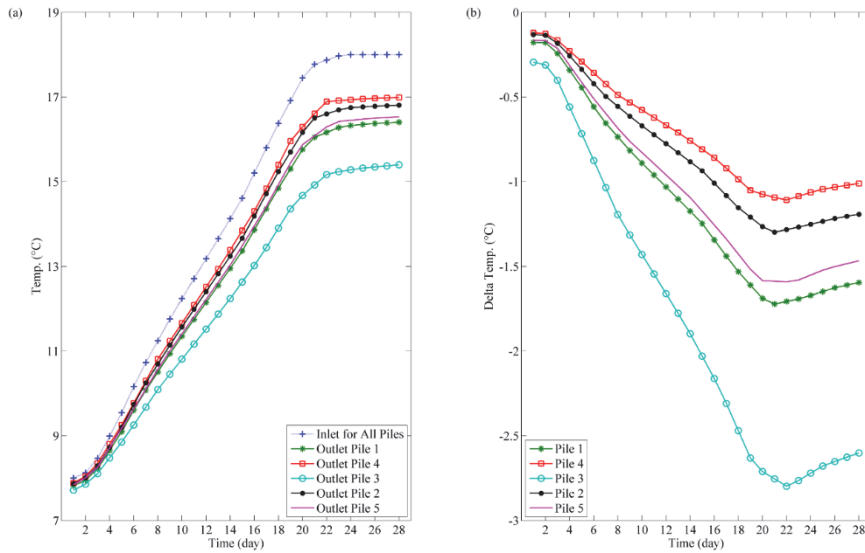 (a)
19
17
15
13
11
9
7
Temp. (°C)
2 4 6 8 10 12 14 16 18 20 22 24 26 28
Time (day)
Inlet for All Piles
Outlet Pile 1
Outlet Pile 4
Outlet Pile 3
Outlet Pile 2
Outlet Pile 5
(b)
-0
-0.5
-1
-1.5
-2
-2.5
-3
Delta Temp. (°C)
2 4 6 8 10 12 14 16 18 20 22 24 26 28
Time (day)
Pile 1
Pile 4
Pile 3
Pile 2
Pile 5